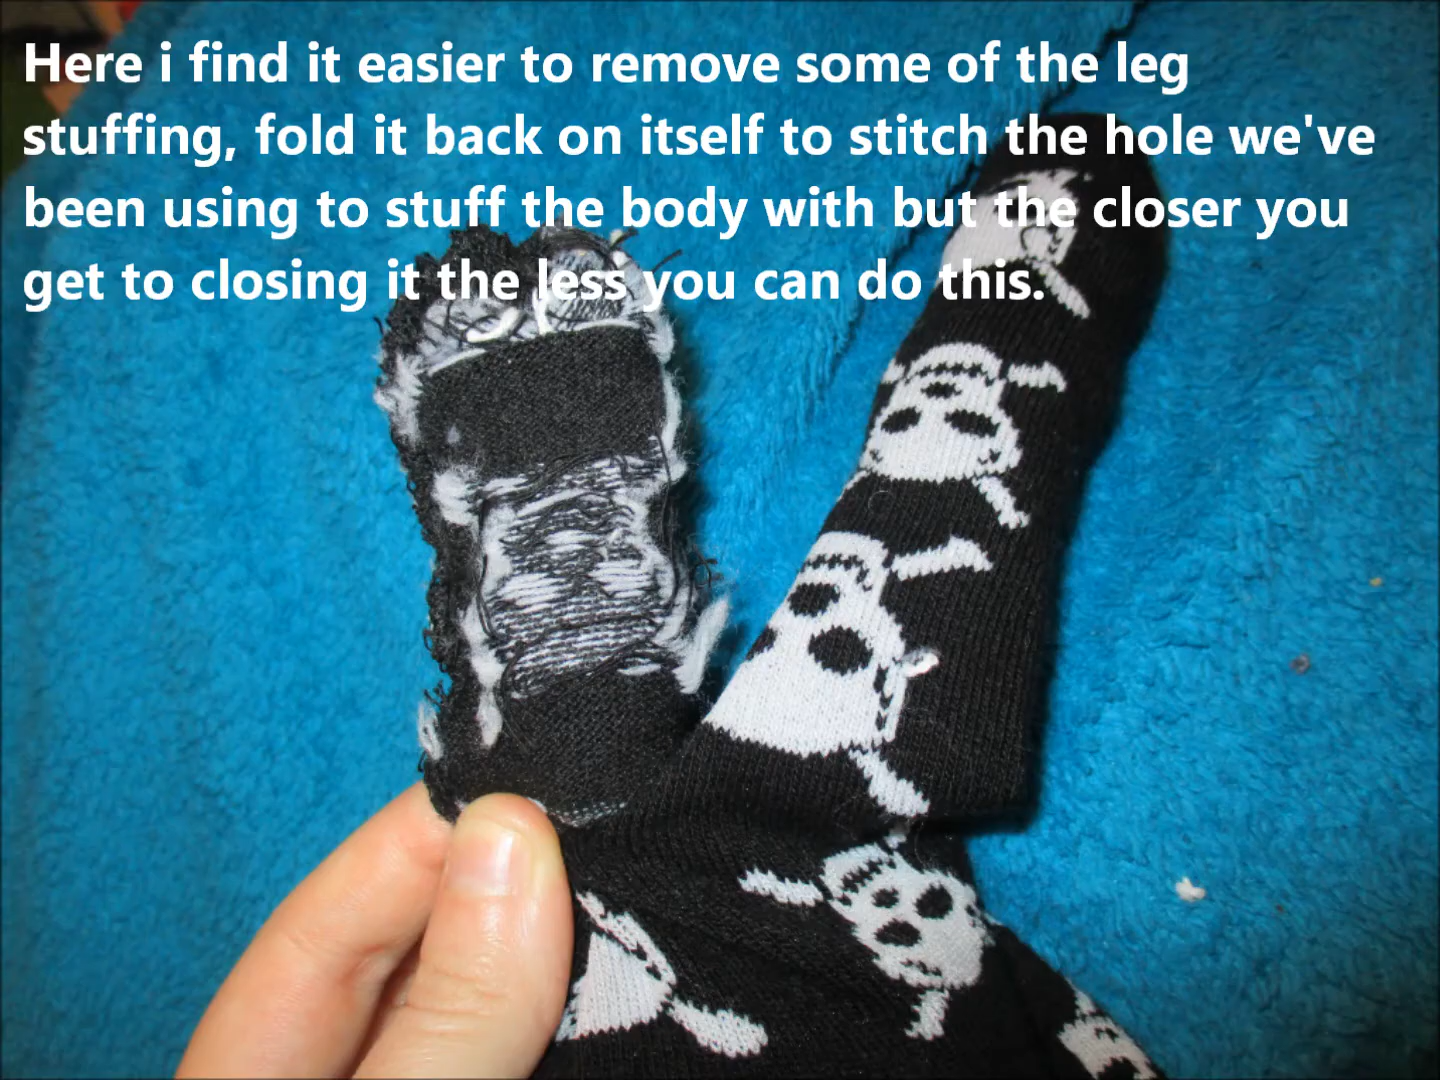 Here i find it easier to remove some of the leg
stuffing, fold it back on itself to stitch the hole we've
been using to stuff the body with but the closer you
get to closing it the less you can do this.